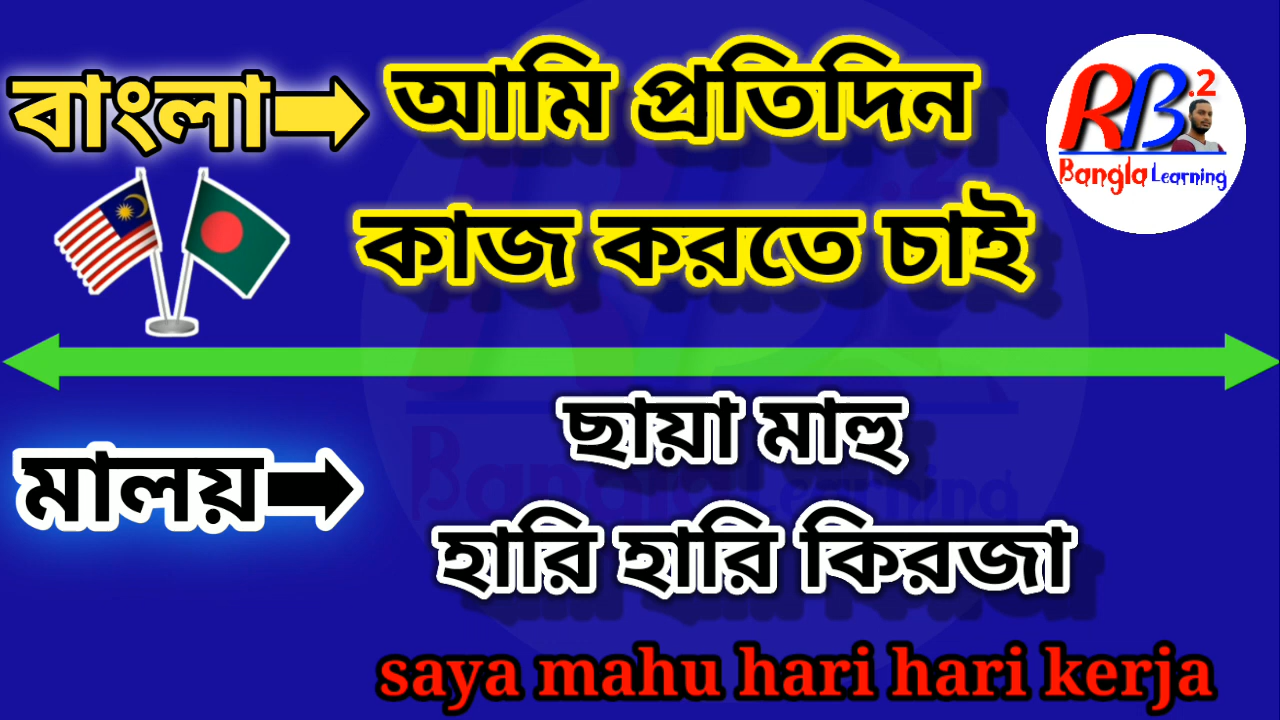 বাংলা
আমি প্রতিদিন
কাজ করতে চাই
RB.2
Bangla Learning
মালয়
ছায়া মাহু
হারি হারি কিরজা
saya mahu hari hari kerja